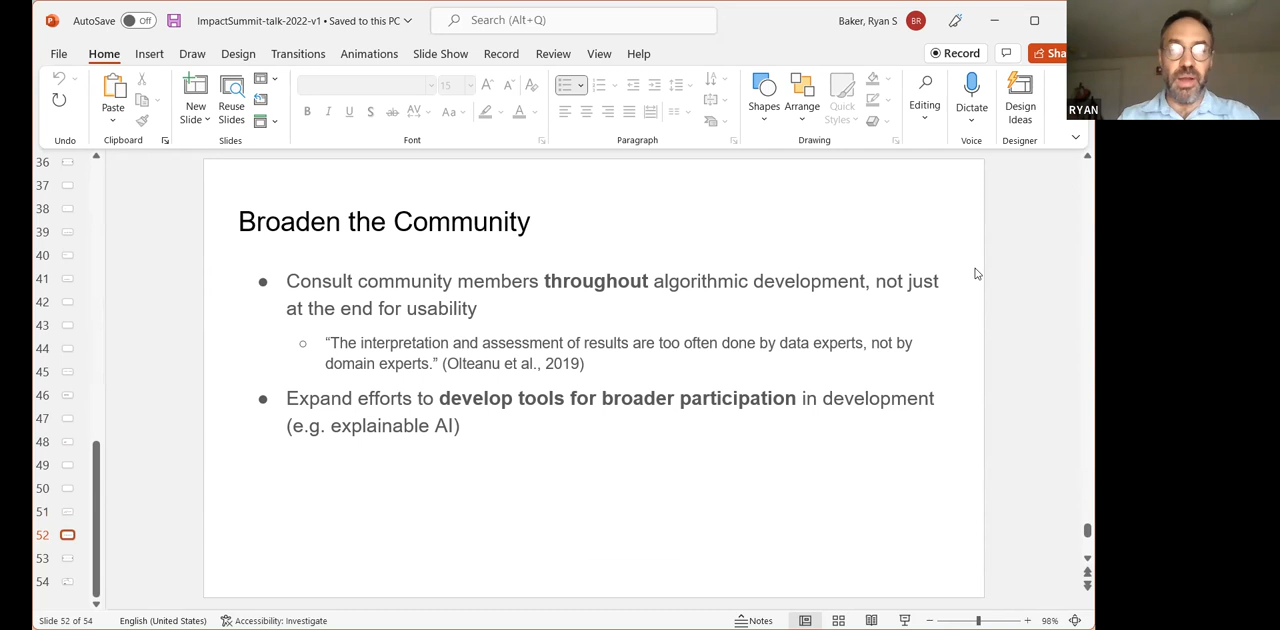 AutoSave Off ImpactSummit-talk-2022-v1 • Saved to this PC Search (Alt+Q) Baker, Ryan S BR
File Home Insert Draw Design Transitions Animations Slide Show Record Review View Help Record Sha
Paste New Slide Reuse Slides 15 B I U S ab AV Aa Shapes Arrange Quick Styles Editing Dictate Design Ideas
Undo Clipboard Slides Font Paragraph Drawing Voice Designer
RYAN
36
37
38
39
40
41
42
43
44
45
46
47
48
49
50
51
52
53
54
Broaden the Community
● Consult community members throughout algorithmic development, not just
at the end for usability
○ “The interpretation and assessment of results are too often done by data experts, not by
domain experts.” (Olteanu et al., 2019)
● Expand efforts to develop tools for broader participation in development
(e.g. explainable AI)
Slide 52 of 54 English (United States) Accessibility: Investigate Notes 98%